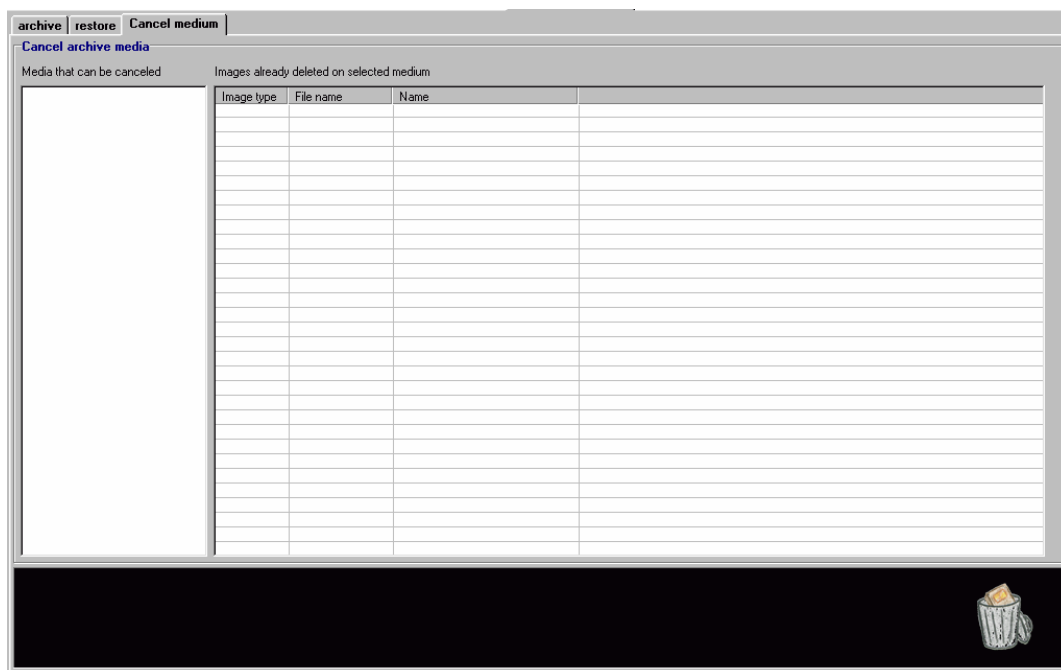 archive restore Cancel medium
Cancel archive media
Media that can be canceled Images already deleted on selected medium
Image type File name Name